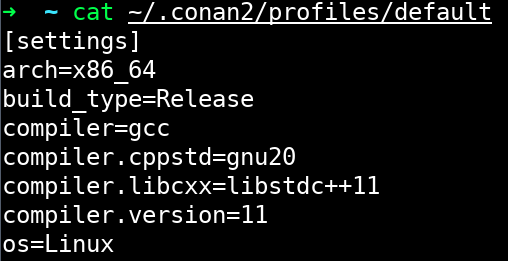 ➜  ~ cat ~/.conan2/profiles/default
[settings]
arch=x86_64
build_type=Release
compiler=gcc
compiler.cppstd=gnu20
compiler.libcxx=libstdc++11
compiler.version=11
os=Linux